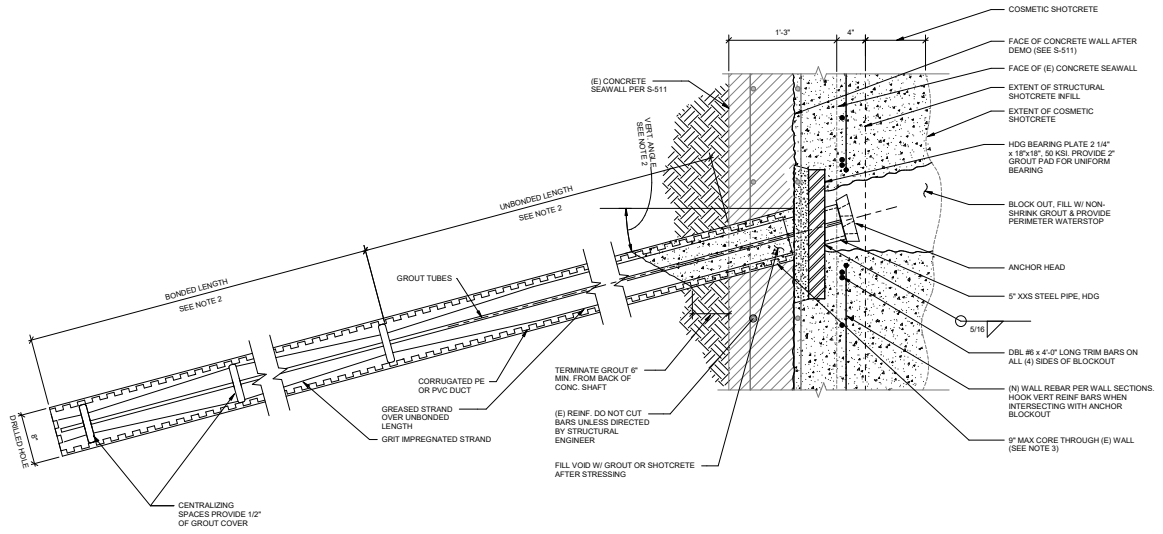 COSMETIC SHOTCRETE
1'-3"
4"
FACE OF CONCRETE WALL AFTER
DEMO (SEE S-511)
FACE OF (E) CONCRETE SEAWALL
EXTENT OF STRUCTURAL
SHOTCRETE INFILL
EXTENT OF COSMETIC
SHOTCRETE
HDG BEARING PLATE 2 1/4"
x 18"x18", 50 KSI. PROVIDE 2"
GROUT PAD FOR UNIFORM
BEARING
BLOCK OUT, FILL W/ NON-
SHRINK GROUT & PROVIDE
PERIMETER WATERSTOP
ANCHOR HEAD
5" XXS STEEL PIPE, HDG
5/16
DBL #6 x 4'-0" LONG TRIM BARS ON
ALL (4) SIDES OF BLOCKOUT
(N) WALL REBAR PER WALL SECTIONS.
HOOK VERT REINF BARS WHEN
INTERSECTING WITH ANCHOR
BLOCKOUT
9" MAX CORE THROUGH (E) WALL
(SEE NOTE 3)
(E) CONCRETE
SEAWALL PER S-511
VERT. ANGLE
SEE NOTE 2
UNBONDED LENGTH
SEE NOTE 2
BONDED LENGTH
SEE NOTE 2
GROUT TUBES
CORRUGATED PE
OR PVC DUCT
GREASED STRAND
OVER UNBONDED
LENGTH
GRIT IMPREGNATED STRAND
TERMINATE GROUT 6"
MIN. FROM BACK OF
CONC. SHAFT
(E) REINF. DO NOT CUT
BARS UNLESS DIRECTED
BY STRUCTURAL
ENGINEER
FILL VOID W/ GROUT OR SHOTCRETE
AFTER STRESSING
8"
DRILLED HOLE
CENTRALIZING
SPACES PROVIDE 1/2"
OF GROUT COVER